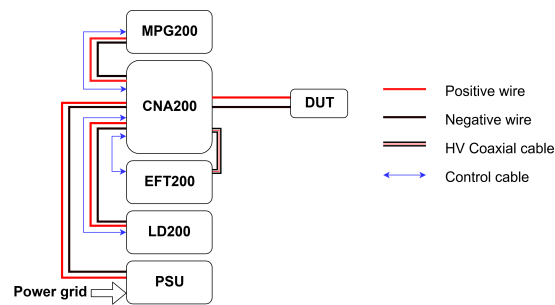 MPG200
CNA200
DUT
EFT200
LD200
PSU
Power grid
Positive wire
Negative wire
HV Coaxial cable
Control cable